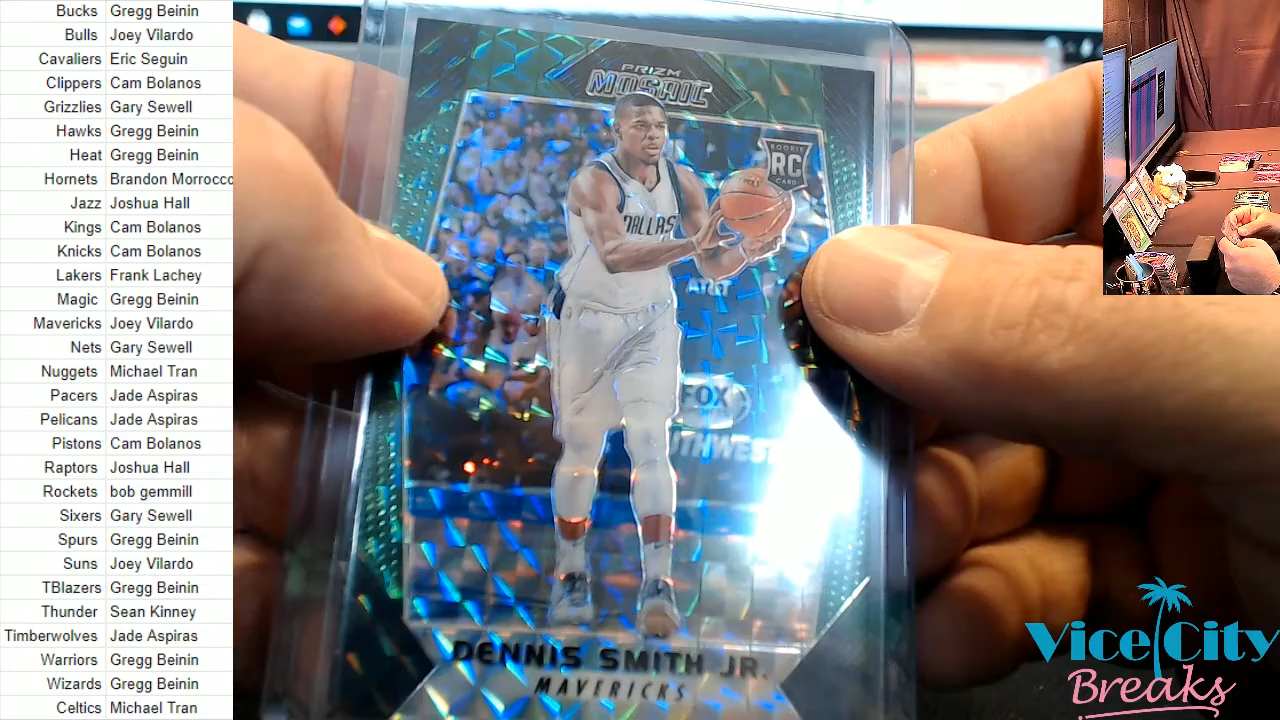 Bucks Gregg Beinin
Bulls Joey Vilardo
Cavaliers Eric Seguin
Clippers Cam Bolanos
Grizzlies Gary Sewell
Hawks Gregg Beinin
Heat Gregg Beinin
Hornets Brandon Morrocco
Jazz Joshua Hall
Kings Cam Bolanos
Knicks Cam Bolanos
Lakers Frank Lachey
Magic Gregg Beinin
Mavericks Joey Vilardo
Nets Gary Sewell
Nuggets Michael Tran
Pacers Jade Aspiras
Pelicans Jade Aspiras
Pistons Cam Bolanos
Raptors Joshua Hall
Rockets bob gemmill
Sixers Gary Sewell
Spurs Gregg Beinin
Suns Joey Vilardo
TBlazers Gregg Beinin
Thunder Sean Kinney
Timberwolves Jade Aspiras
Warriors Gregg Beinin
Wizards Gregg Beinin
Celtics Michael Tran
PRIZM
MOSAIC
ROOKIE
RC
CARD
DALLAS
AT&T
FOX
DENNIS SMITH JR.
MAVERICKS
Vice City
Breaks